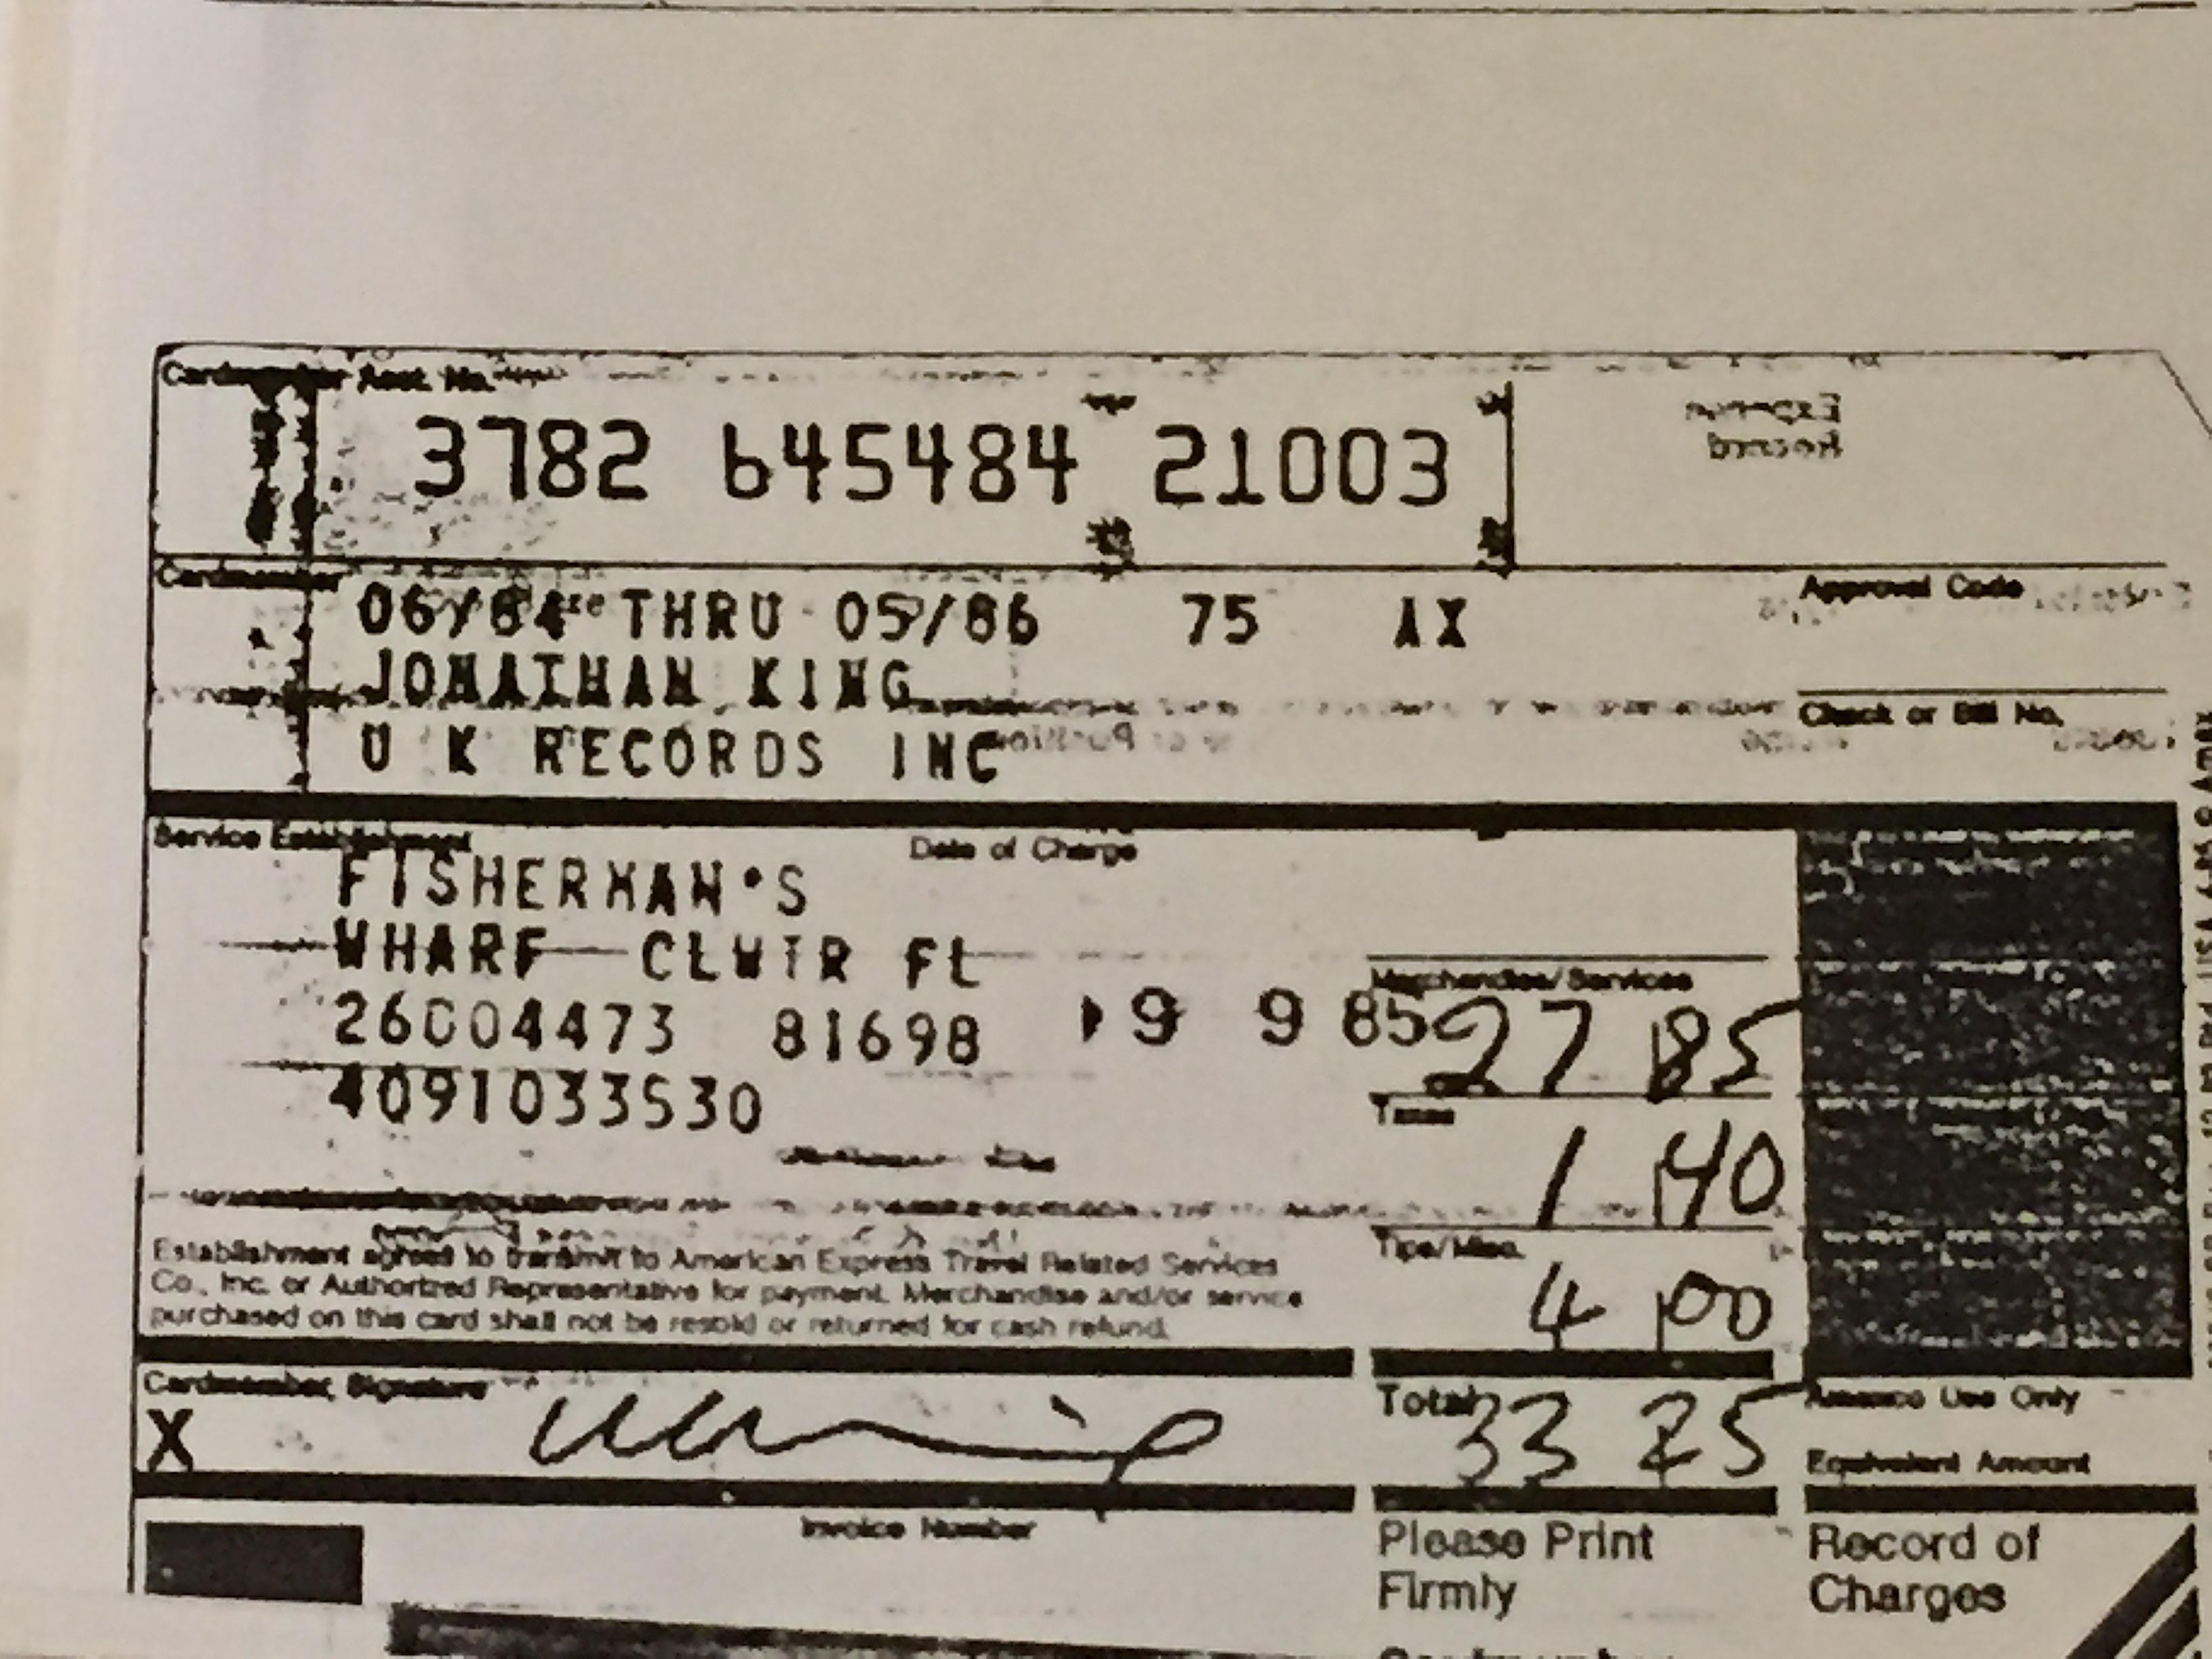 Cardmember Acct. No.
3782 645484 21003
Expense
Record
Cardmember
06/84 THRU 05/86 75 AX
Approval Code
JONATHAN KING
Check or Bill No.
U K RECORDS INC
Service Establishment
Date of Charge
FISHERMAN'S
WHARF CLWTR FL
Merchandise/Services
26004473 81698 9 9 85
27 85
4091033530
Taxes
1 40
Establishment agrees to transmit to American Express Travel Related Services
Co., Inc. or Authorized Representative for payment. Merchandise and/or service
purchased on this card shall not be resold or returned for cash refund.
Tips/Misc.
4 00
Cardmember Signature
X
Total
33 25
Use Only
Equivalent Amount
Invoice Number
Please Print
Firmly
Record of
Charges